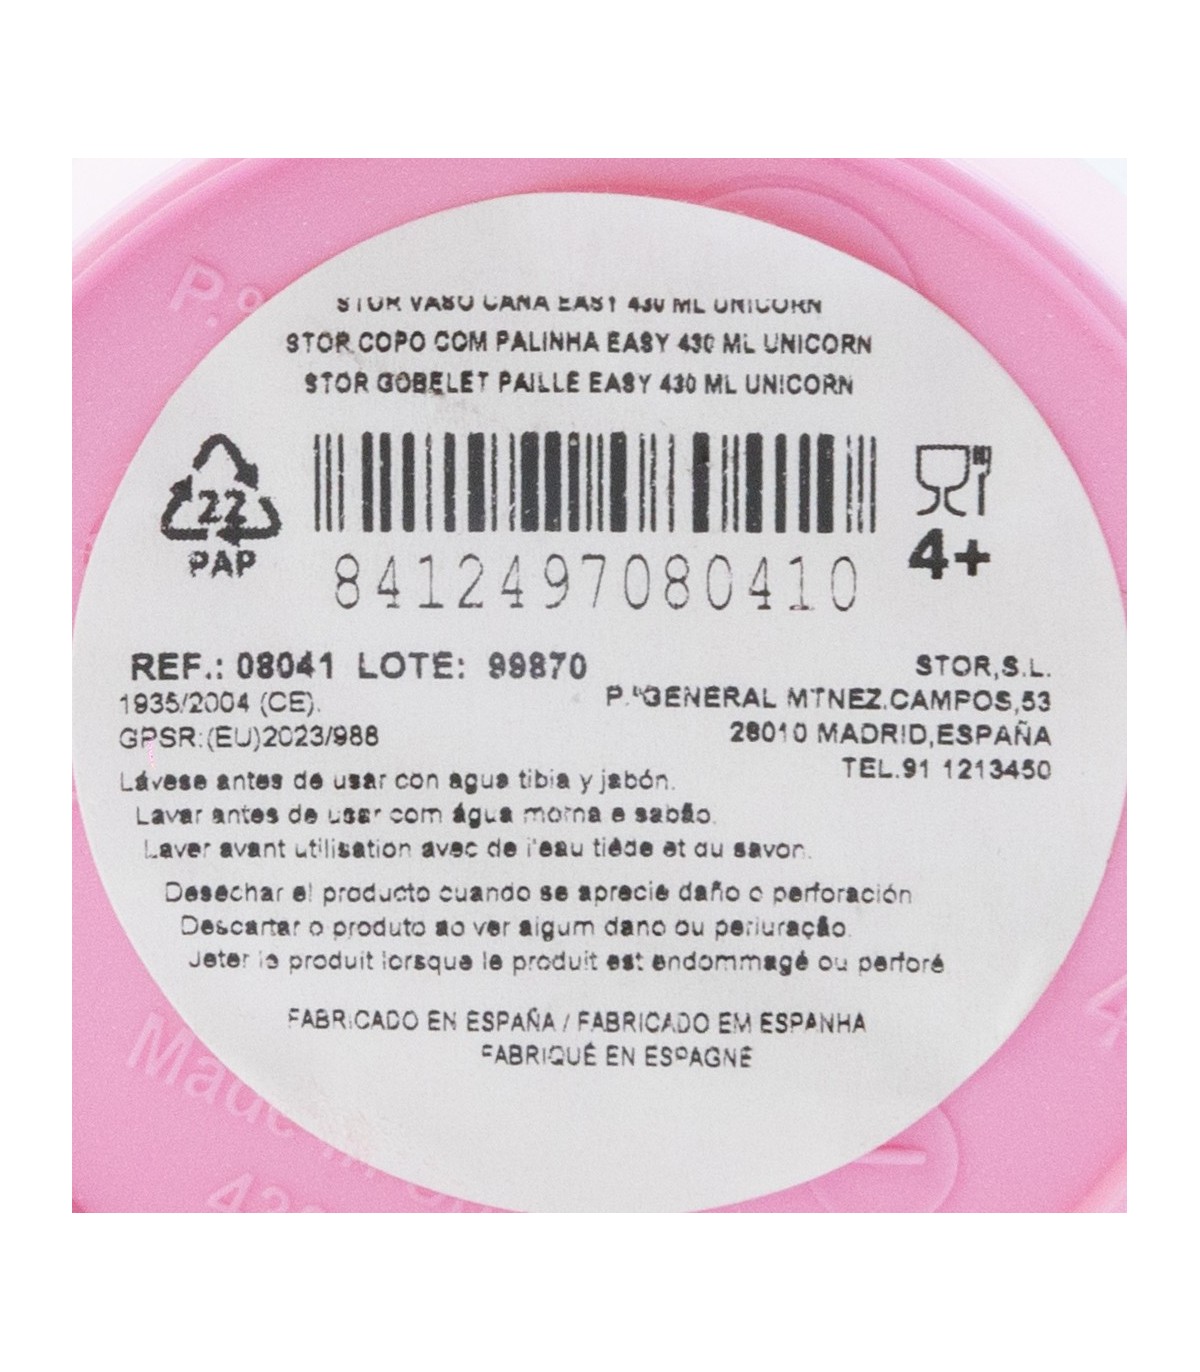 P.º
STOR VASO CAÑA EASY 430 ML UNICORN
STOR COPO COM PALINHA EASY 430 ML UNICORN
STOR GOBELET PAILLE EASY 430 ML UNICORN
22
PAP
8412497080410
4+
REF.: 08041 LOTE: 99870
1935/2004 (CE).
GPSR:(EU)2023/988
STOR,S.L.
P.ºGENERAL MTNEZ.CAMPOS,53
28010 MADRID,ESPAÑA
TEL.91 1213450
Lávese antes de usar con agua tibia y jabón.
Lavar antes de usar com água morna e sabão.
Laver avant utilisation avec de l'eau tiède et du savon.
Desechar el producto cuando se aprecie daño o perforación
Descartar o produto ao ver algum dano ou perfuração.
Jeter le produit lorsque le produit est endommagé ou perforé
FABRICADO EN ESPAÑA / FABRICADO EM ESPANHA
FABRIQUÉ EN ESPAGNE
Made in
430